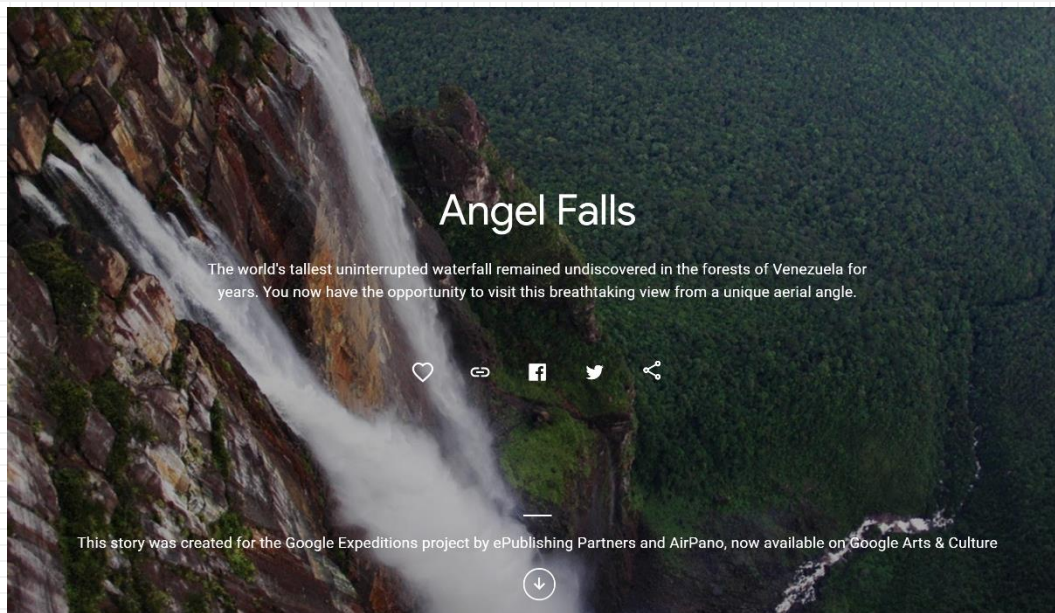 Angel Falls
The world's tallest uninterrupted waterfall remained undiscovered in the forests of Venezuela for
years. You now have the opportunity to visit this breathtaking view from a unique aerial angle.
This story was created for the Google Expeditions project by ePublishing Partners and AirPano, now available on Google Arts & Culture